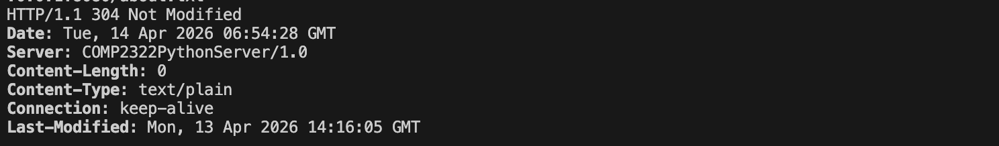 HTTP/1.1 304 Not Modified
Date: Tue, 14 Apr 2026 06:54:28 GMT
Server: COMP2322PythonServer/1.0
Content-Length: 0
Content-Type: text/plain
Connection: keep-alive
Last-Modified: Mon, 13 Apr 2026 14:16:05 GMT